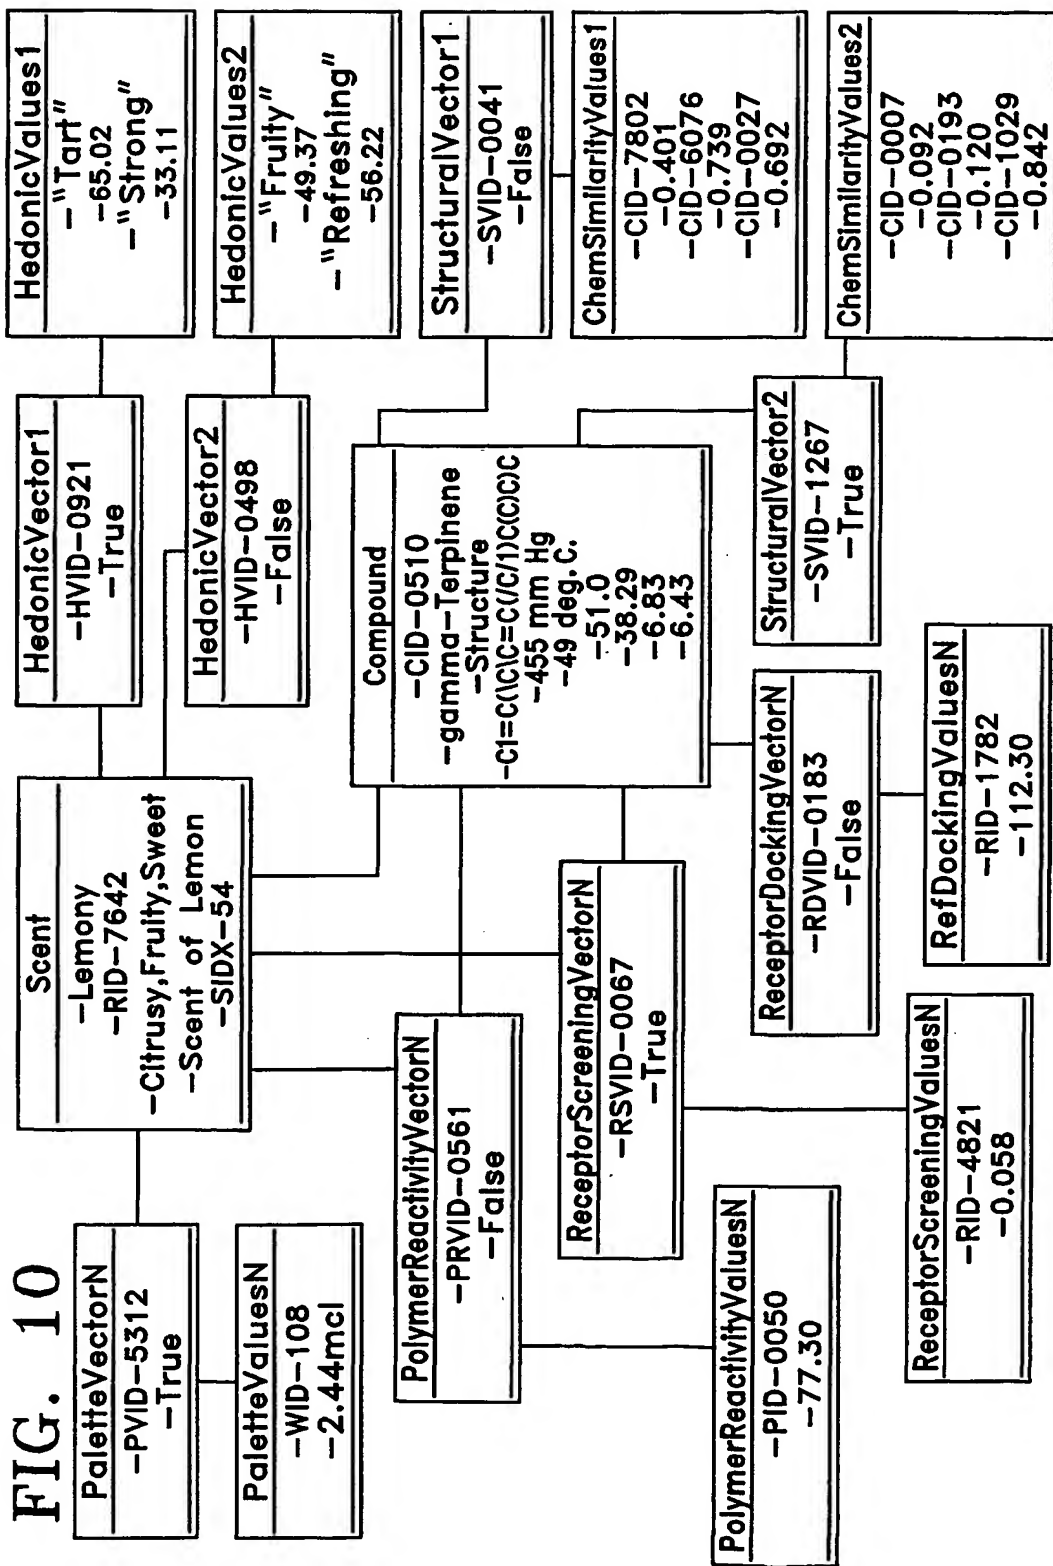 FIG. 10
PaletteVectorN
-PVID-5312
-True
PaletteValuesN
-WID-108
-2.44mcl
Scent
-Lemony
-RID-7642
-Citrusy,Fruity,Sweet
-Scent of Lemon
-SIDX-54
HedonicVector1
-HVID-0921
-True
HedonicValues1
-"Tart"
-65.02
-"Strong"
-33.11
HedonicVector2
-HVID-0498
-False
HedonicValues2
-"Fruity"
-49.37
-"Refreshing"
-56.22
PolymerReactivityVectorN
-PRVID-0561
-False
Compound
-CID-0510
-gamma-Terpinene
-Structure
-C1=C(\C\C=C(/C/1)C(C)C)C
-455 mm Hg
-49 deg.C.
-51.0
-38.29
-6.83
-6.43
StructuralVector1
-SVID-0041
-False
ChemSimilarityValues1
-CID-7802
-0.401
-CID-6076
-0.739
-CID-0027
-0.692
ReceptorScreeningVectorN
-RSVID-0067
-True
PolymerReactivityValuesN
-PID-0050
-77.30
ReceptorDockingVectorN
-RDVID-0183
-False
StructuralVector2
-SVID-1267
-True
ChemSimilarityValues2
-CID-0007
-0.092
-CID-0193
-0.120
-CID-1029
-0.842
ReceptorScreeningValuesN
-RID-4821
-0.058
RefDockingValuesN
-RID-1782
-112.30